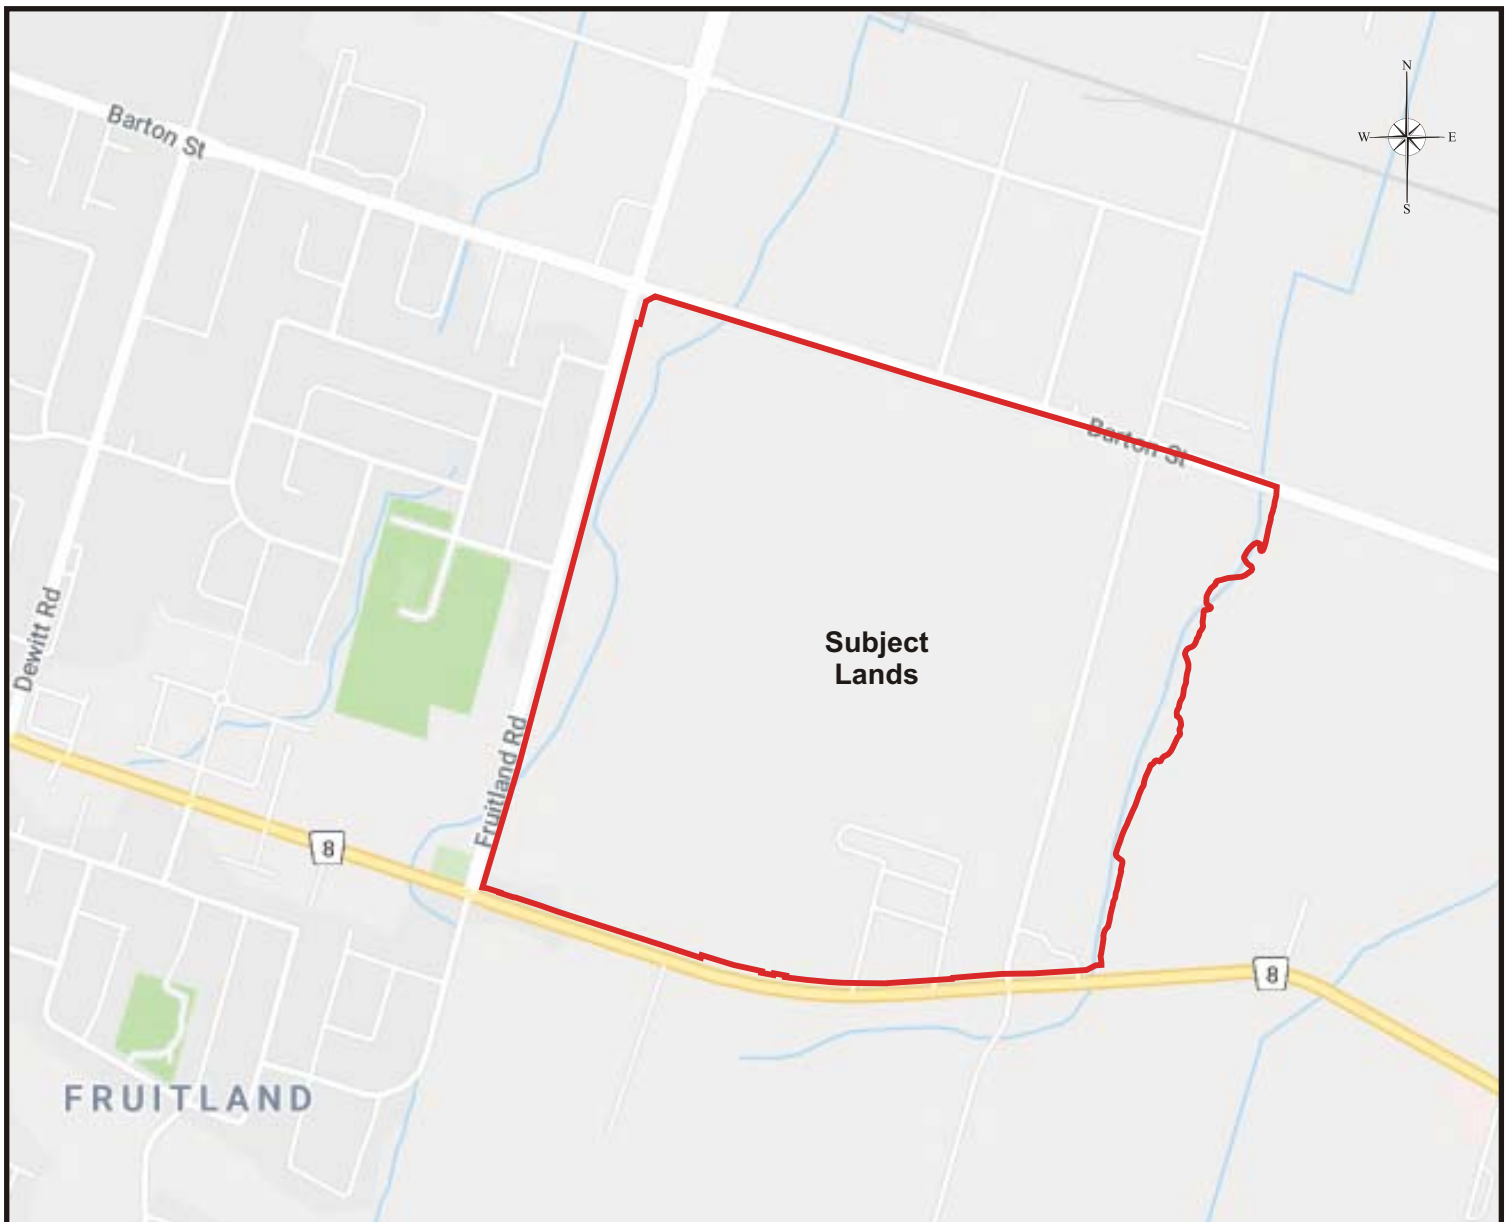 N
W
E
S
Barton St
Barton St
Subject
Lands
Dewitt Rd
Fruitland Rd
8
8
FRUITLAND